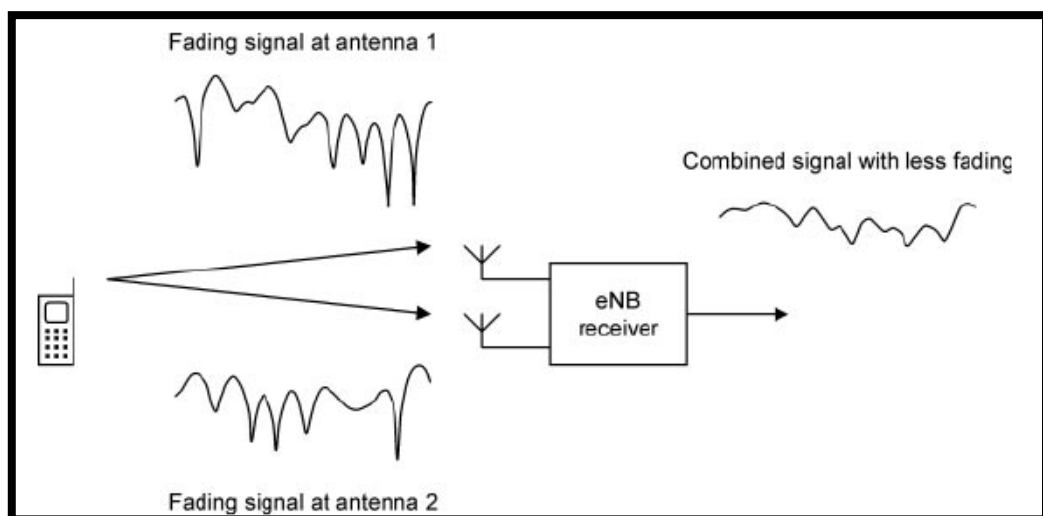 Fading signal at antenna 1
Combined signal with less fading
eNB
receiver
Fading signal at antenna 2